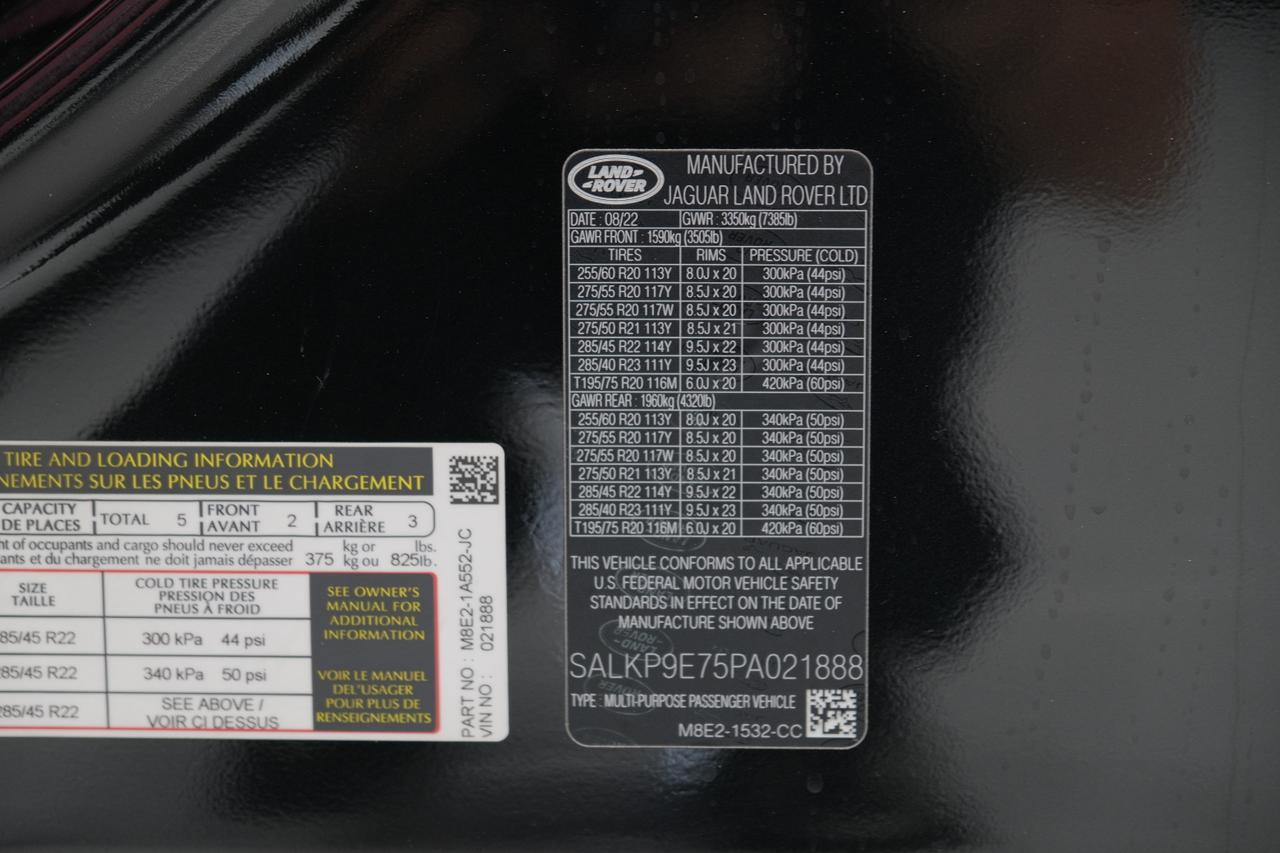 TIRE AND LOADING INFORMATION
NEMENTS SUR LES PNEUS ET LE CHARGEMENT
CAPACITY TOTAL 5 FRONT 2 REAR 3
DE PLACES AVANT ARRIÈRE
of occupants and cargo should never exceed 375 kg or 825lb.
et du chargement ne doit jamais dépasser kg ou lbs.
SIZE
TAILLE
COLD TIRE PRESSURE
PRESSION DES
PNEUS À FROID
85/45 R22 300 kPa 44 psi
85/45 R22 340 kPa 50 psi
85/45 R22 SEE ABOVE /
VOIR CI DESSUS
SEE OWNER'S
MANUAL FOR
ADDITIONAL
INFORMATION
VOIR LE MANUEL
DEL'USAGER
POUR PLUS DE
RENSEIGNEMENTS
PART NO : M8E2-1A552-JC
VIN NO : 021888
LAND
ROVER
MANUFACTURED BY
JAGUAR LAND ROVER LTD
DATE : 08/22 GVWR : 3350kg (7385lb)
GAWR FRONT : 1590kg (3505lb)
TIRES RIMS PRESSURE (COLD)
255/60 R20 113Y 8.0J x 20 300kPa (44psi)
275/55 R20 117Y 8.5J x 20 300kPa (44psi)
275/55 R20 117W 8.5J x 20 300kPa (44psi)
275/50 R21 113Y 8.5J x 21 300kPa (44psi)
285/45 R22 114Y 9.5J x 22 300kPa (44psi)
285/40 R23 111Y 9.5J x 23 300kPa (44psi)
T195/75 R20 116M 6.0J x 20 420kPa (60psi)
GAWR REAR : 1960kg (4320lb)
255/60 R20 113Y 8.0J x 20 340kPa (50psi)
275/55 R20 117Y 8.5J x 20 340kPa (50psi)
275/55 R20 117W 8.5J x 20 340kPa (50psi)
275/50 R21 113Y 8.5J x 21 340kPa (50psi)
285/45 R22 114Y 9.5J x 22 340kPa (50psi)
285/40 R23 111Y 9.5J x 23 340kPa (50psi)
T195/75 R20 116M 6.0J x 20 420kPa (60psi)
THIS VEHICLE CONFORMS TO ALL APPLICABLE
U.S. FEDERAL MOTOR VEHICLE SAFETY
STANDARDS IN EFFECT ON THE DATE OF
MANUFACTURE SHOWN ABOVE
SALKP9E75PA021888
TYPE : MULTI-PURPOSE PASSENGER VEHICLE
M8E2-1532-CC